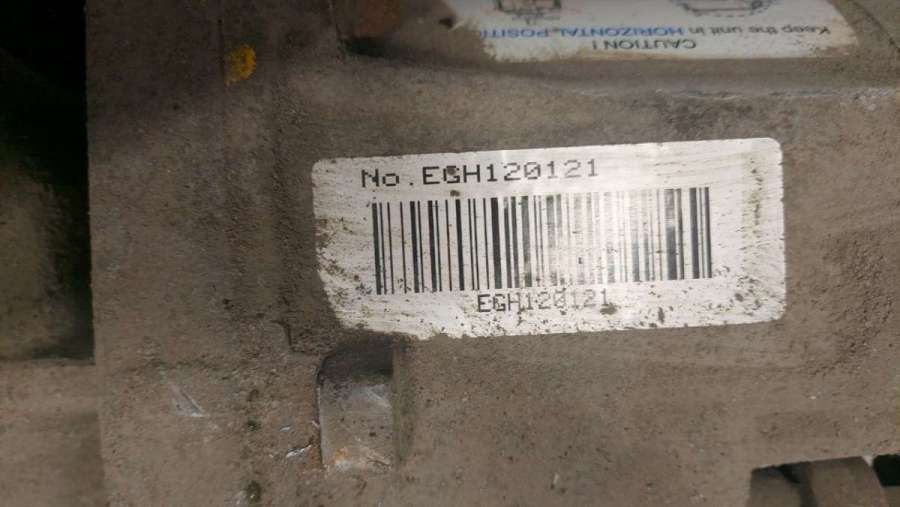 CAUTION!
Keep the unit in HORIZONTAL POSITI
No.EGH120121
EGH120121